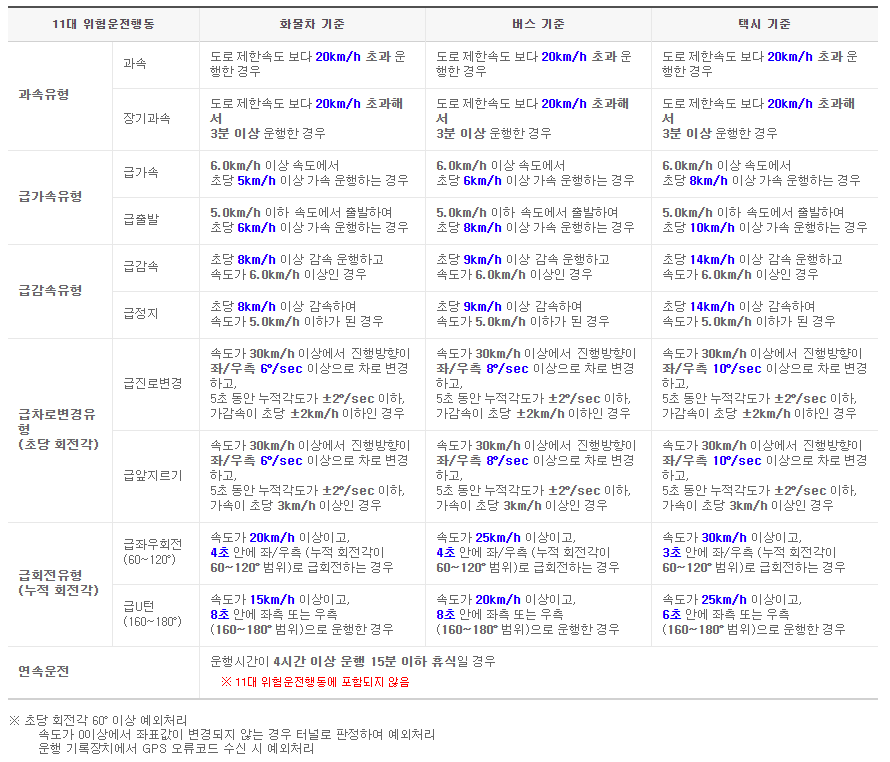 11대 위험운전행동 화물차 기준 버스 기준 택시 기준
과속유형
과속
도로 제한속도 보다 20km/h 초과 운
행한 경우
도로 제한속도 보다 20km/h 초과 운
행한 경우
도로 제한속도 보다 20km/h 초과 운
행한 경우
장기과속
도로 제한속도 보다 20km/h 초과해
서
3분 이상 운행한 경우
도로 제한속도 보다 20km/h 초과해
서
3분 이상 운행한 경우
도로 제한속도 보다 20km/h 초과해
서
3분 이상 운행한 경우
급가속유형
급가속
6.0km/h 이상 속도에서
초당 5km/h 이상 가속 운행하는 경우
6.0km/h 이상 속도에서
초당 6km/h 이상 가속 운행하는 경우
6.0km/h 이상 속도에서
초당 8km/h 이상 가속 운행하는 경우
급출발
5.0km/h 이하 속도에서 출발하여
초당 6km/h 이상 가속 운행하는 경우
5.0km/h 이하 속도에서 출발하여
초당 8km/h 이상 가속 운행하는 경우
5.0km/h 이하 속도에서 출발하여
초당 10km/h 이상 가속 운행하는 경우
급감속유형
급감속
초당 8km/h 이상 감속 운행하고
속도가 6.0km/h 이상인 경우
초당 9km/h 이상 감속 운행하고
속도가 6.0km/h 이상인 경우
초당 14km/h 이상 감속 운행하고
속도가 6.0km/h 이상인 경우
급정지
초당 8km/h 이상 감속하여
속도가 5.0km/h 이하가 된 경우
초당 9km/h 이상 감속하여
속도가 5.0km/h 이하가 된 경우
초당 14km/h 이상 감속하여
속도가 5.0km/h 이하가 된 경우
급차로변경유
형
(초당 회전각)
급진로변경
속도가 30km/h 이상에서 진행방향이
좌/우측 6°/sec 이상으로 차로 변경
하고,
5초 동안 누적각도가 ±2°/sec 이하,
가감속이 초당 ±2km/h 이하인 경우
속도가 30km/h 이상에서 진행방향이
좌/우측 8°/sec 이상으로 차로 변경
하고,
5초 동안 누적각도가 ±2°/sec 이하,
가감속이 초당 ±2km/h 이하인 경우
속도가 30km/h 이상에서 진행방향이
좌/우측 10°/sec 이상으로 차로 변경
하고,
5초 동안 누적각도가 ±2°/sec 이하,
가감속이 초당 ±2km/h 이하인 경우
급앞지르기
속도가 30km/h 이상에서 진행방향이
좌/우측 6°/sec 이상으로 차로 변경
하고,
5초 동안 누적각도가 ±2°/sec 이하,
가속이 초당 3km/h 이상인 경우
속도가 30km/h 이상에서 진행방향이
좌/우측 8°/sec 이상으로 차로 변경
하고,
5초 동안 누적각도가 ±2°/sec 이하,
가속이 초당 3km/h 이상인 경우
속도가 30km/h 이상에서 진행방향이
좌/우측 10°/sec 이상으로 차로 변경
하고,
5초 동안 누적각도가 ±2°/sec 이하,
가속이 초당 3km/h 이상인 경우
급회전유형
(누적 회전각)
급좌우회전
(60~120°)
속도가 20km/h 이상이고,
4초 안에 좌/우측 (누적 회전각이
60~120° 범위)로 급회전하는 경우
속도가 25km/h 이상이고,
4초 안에 좌/우측 (누적 회전각이
60~120° 범위)로 급회전하는 경우
속도가 30km/h 이상이고,
3초 안에 좌/우측 (누적 회전각이
60~120° 범위)로 급회전하는 경우
급U턴
(160~180°)
속도가 15km/h 이상이고,
8초 안에 좌측 또는 우측
(160~180° 범위)으로 운행한 경우
속도가 20km/h 이상이고,
8초 안에 좌측 또는 우측
(160~180° 범위)으로 운행한 경우
속도가 25km/h 이상이고,
6초 안에 좌측 또는 우측
(160~180° 범위)으로 운행한 경우
연속운전
운행시간이 4시간 이상 운행 15분 이하 휴식일 경우
※ 11대 위험운전행동에 포함되지 않음
※ 초당 회전각 60° 이상 예외처리
속도가 0이상에서 좌표값이 변경되지 않는 경우 터널로 판정하여 예외처리
운행 기록장치에서 GPS 오류코드 수신 시 예외처리